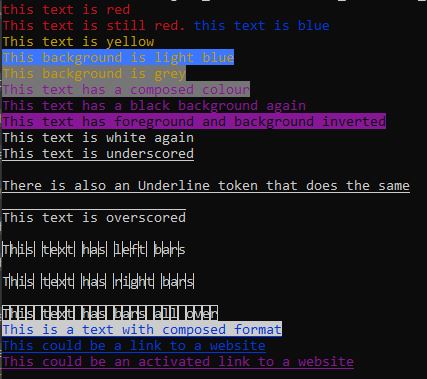 this text is red
This text is still red. this text is blue
This text is yellow
This background is light blue
This background is grey
This text has a composed colour
This text has a black background again
This text has foreground and background inverted
This text is white again
This text is underscored
There is also an Underline token that does the same
This text is overscored
This text has left bars
This text has right bars
This text has bars all over
This is a text with composed format
This could be a link to a website
This could be an activated link to a website